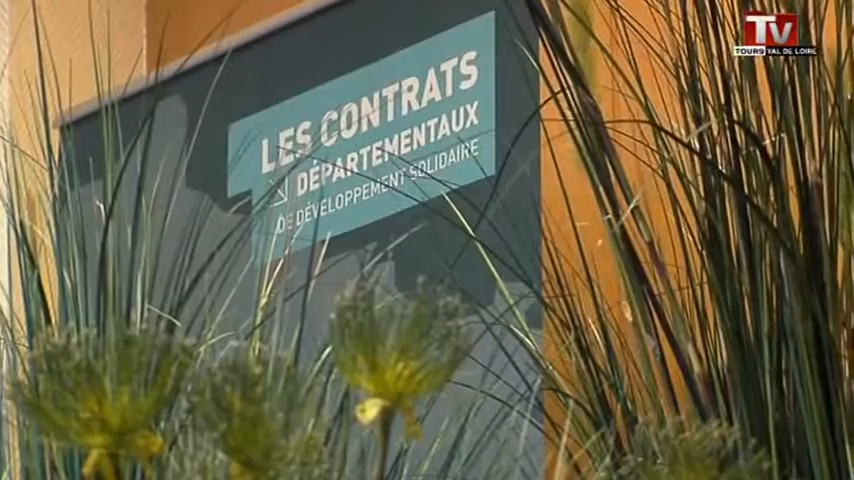 TV
TOURS VAL DE LOIRE
LES CONTRATS
DÉPARTEMENTAUX
DE DÉVELOPPEMENT SOLIDAIRE